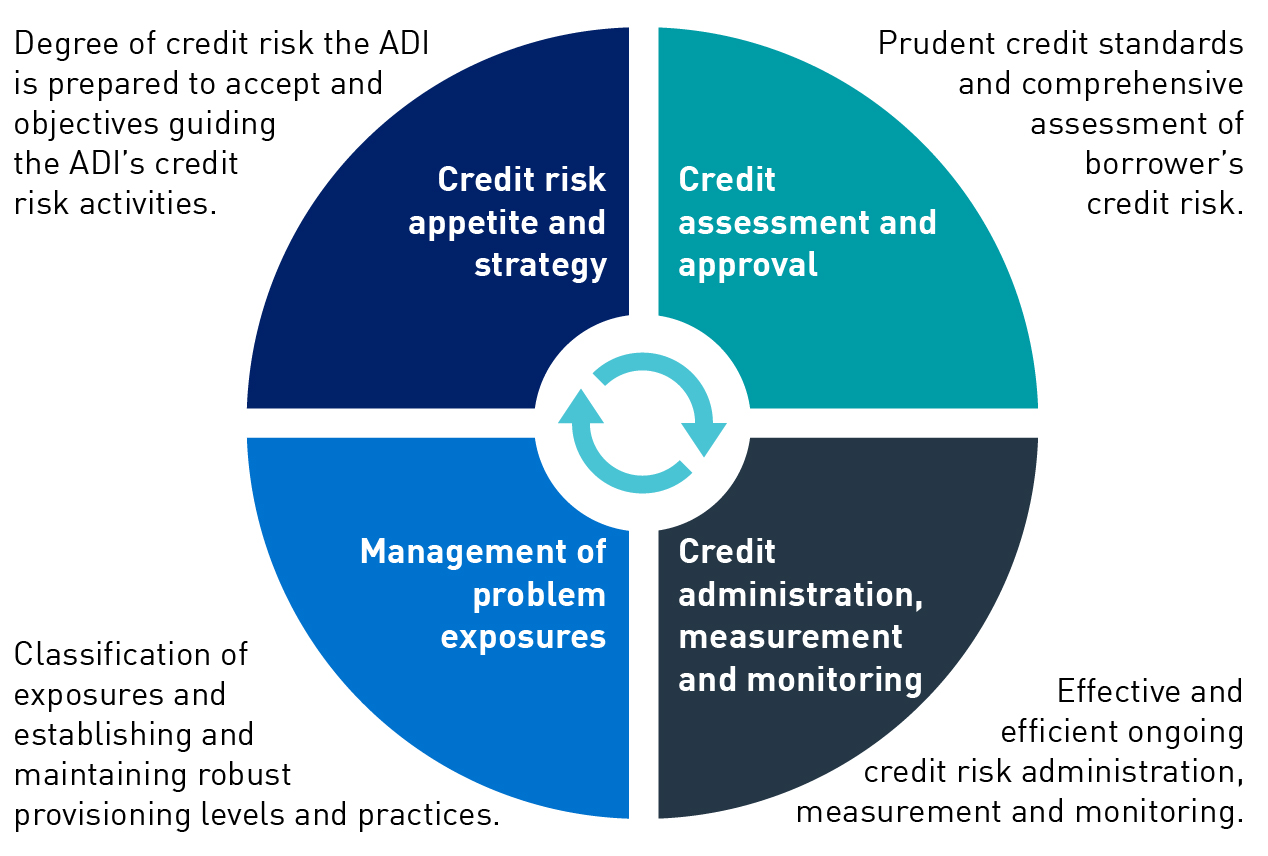 Degree of credit risk the ADI
is prepared to accept and
objectives guiding
the ADI’s credit
risk activities.
Credit risk
appetite and
strategy
Prudent credit standards
and comprehensive
assessment of
borrower’s
credit risk.
Credit
assessment and
approval
Management of
problem
exposures
Classification of
exposures and
establishing and
maintaining robust
provisioning levels and practices.
Credit
administration,
measurement
and monitoring
Effective and
efficient ongoing
credit risk administration,
measurement and monitoring.